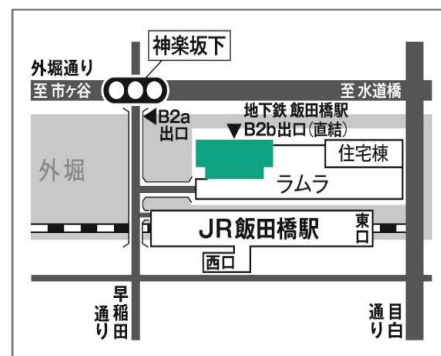 神楽坂下
外堀通り
至市ヶ谷
至水道橋
B2a
出口
地下鉄 飯田橋駅
B2b出口(直結)
住宅棟
ラムラ
外堀
JR飯田橋駅
東口
西口
早稲田通り
目白通り